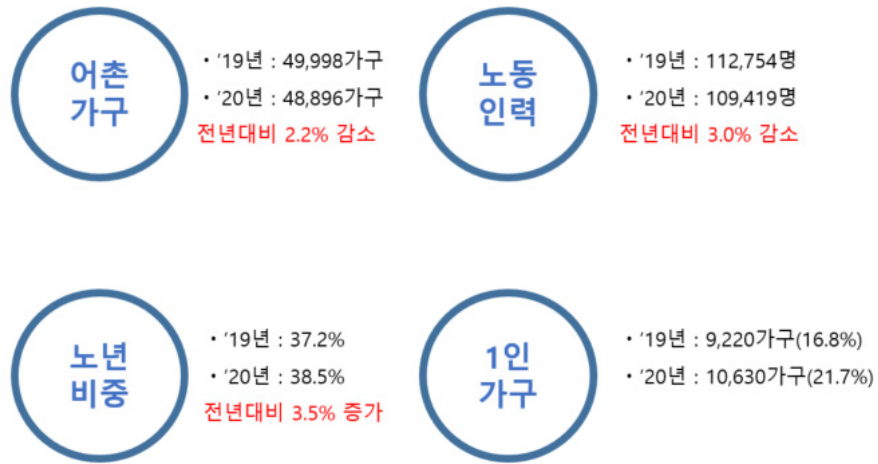 어촌
가구
· '19년 : 49,998가구
· '20년 : 48,896가구
전년대비 2.2% 감소
노동
인력
· '19년 : 112,754명
· '20년 : 109,419명
전년대비 3.0% 감소
노년
비중
· '19년 : 37.2%
· '20년 : 38.5%
전년대비 3.5% 증가
1인
가구
· '19년 : 9,220가구(16.8%)
· '20년 : 10,630가구(21.7%)